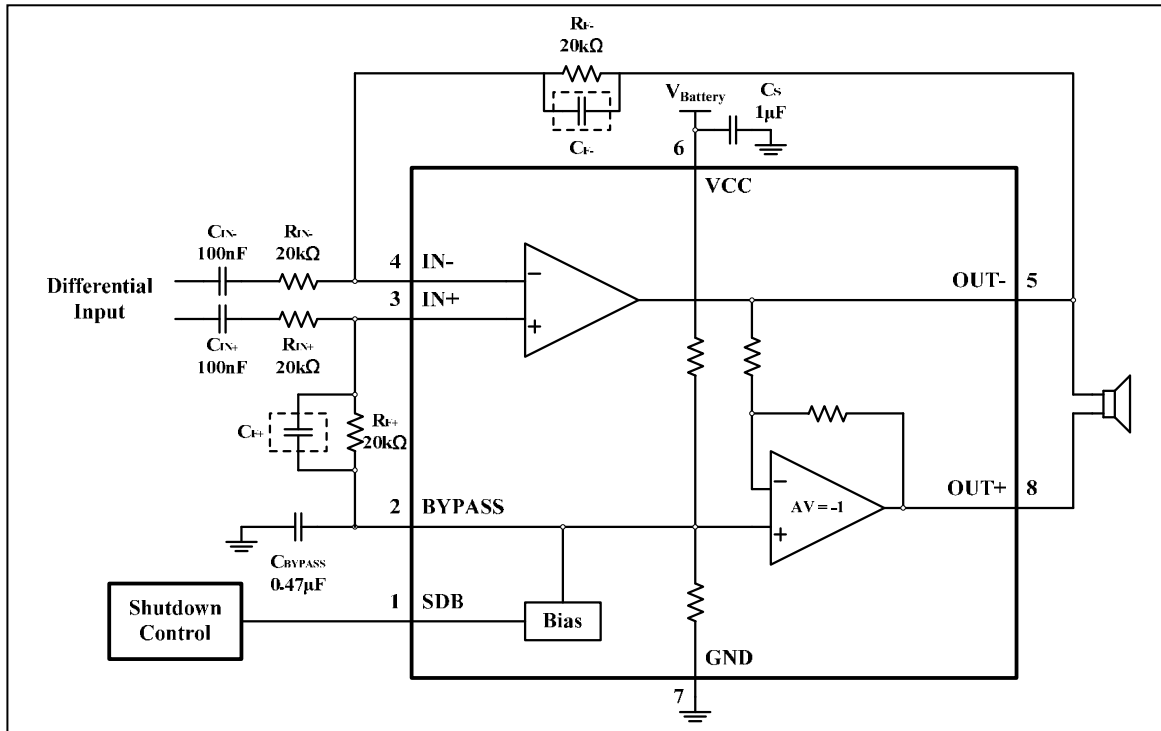 RF-
20kΩ
CF-
VBattery
CS
1μF
6
VCC
CIN-
100nF
RIN-
20kΩ
4
IN-
3
IN+
Differential
Input
CIN+
100nF
RIN+
20kΩ
−
+
OUT-
5
CF+
RF+
20kΩ
2
BYPASS
CBYPASS
0.47μF
−
AV = -1
+
OUT+
8
Shutdown
Control
1
SDB
Bias
GND
7